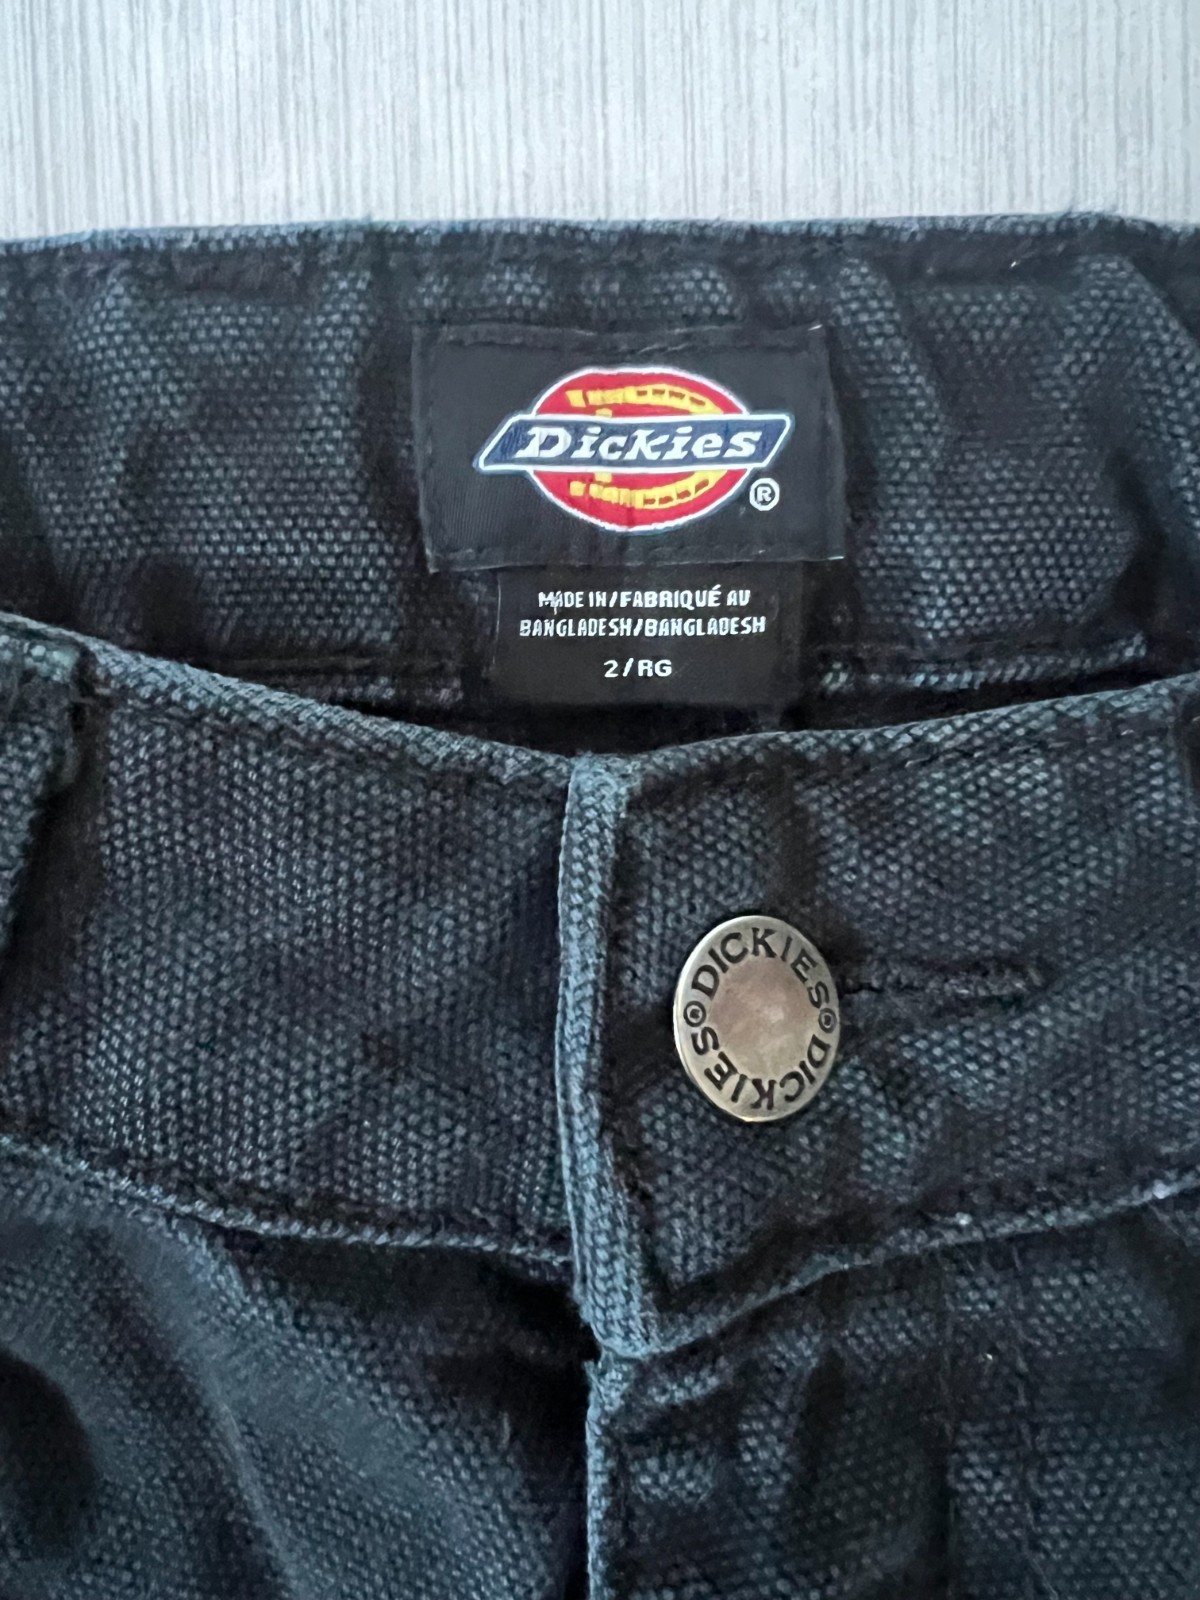 Dickies
®
MADE IN/FABRIQUÉ AU
BANGLADESH/BANGLADESH
2/RG
DICKIES ® DICKIES ®